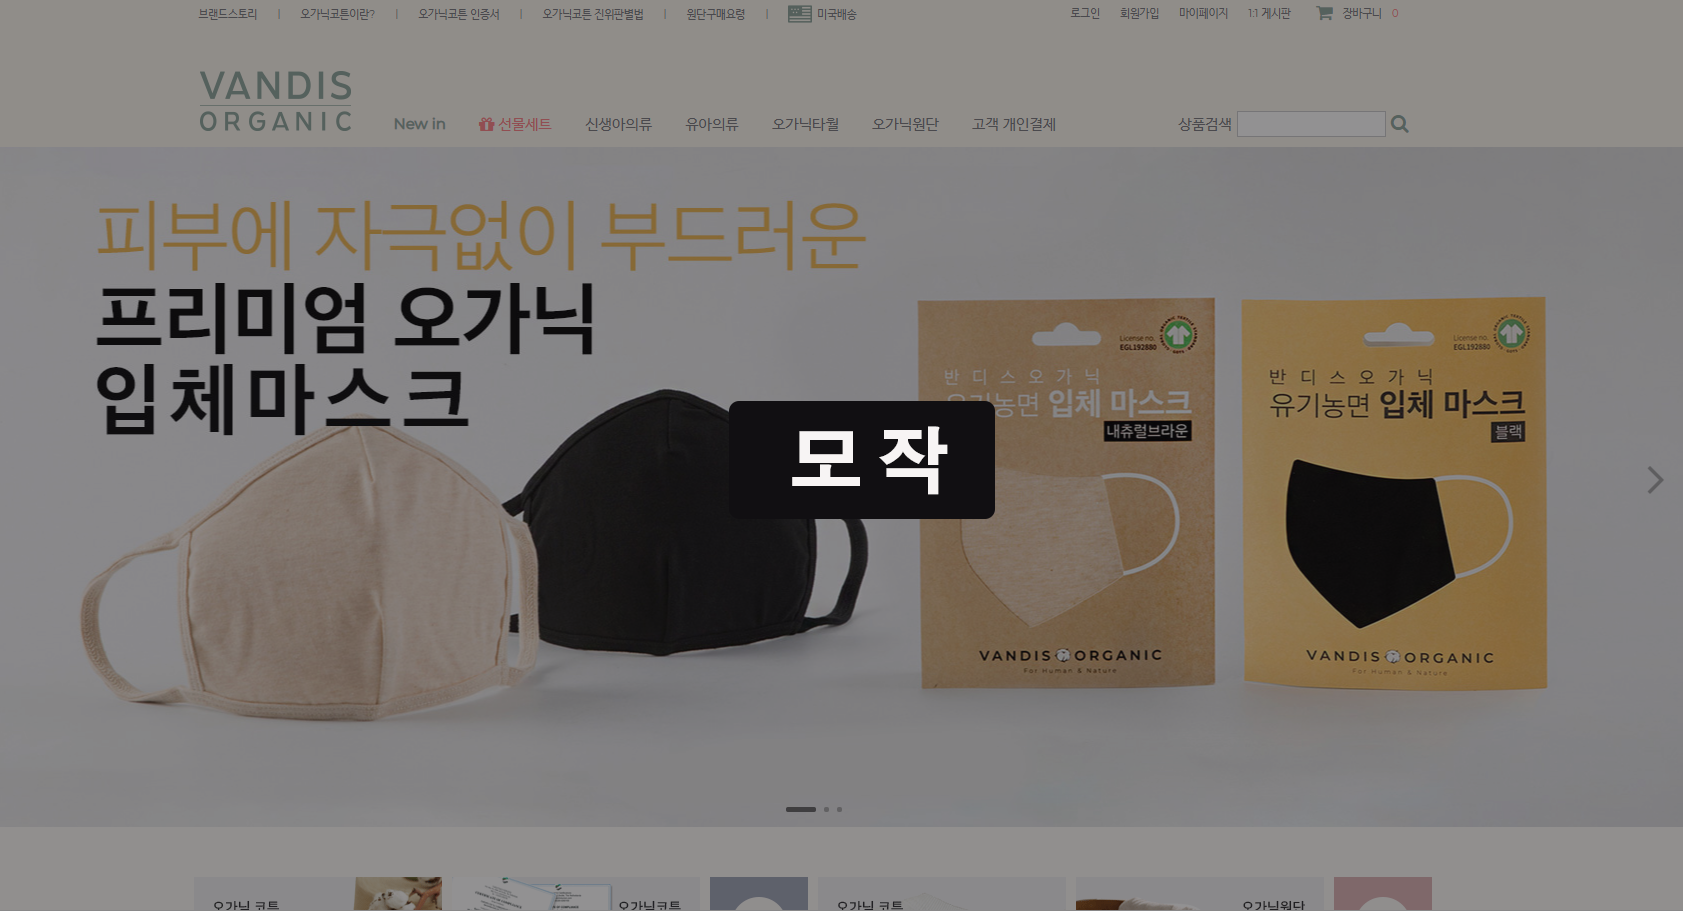 브랜드스토리 | 오가닉코튼이란? | 오가닉코튼 인증서 | 오가닉코튼 진위판별법 | 원단구매요령 | 미국배송
로그인 회원가입 마이페이지 1:1 게시판 장바구니 0
VANDIS
ORGANIC
New in 선물세트 신생아의류 유아의류 오가닉타월 오가닉원단 고객 개인결제
상품검색
피부에 자극없이 부드러운
프리미엄 오가닉
입체마스크
License no.
EGL192880
반디스오가닉
유기농면 입체 마스크
내츄럴브라운
VANDIS ORGANIC
For Human & Nature
License no.
EGL192880
반디스오가닉
유기농면 입체 마스크
블랙
VANDIS ORGANIC
For Human & Nature
모작
오가닉 코튼
오가닉코튼
오가닉 코튼
오가닉원단